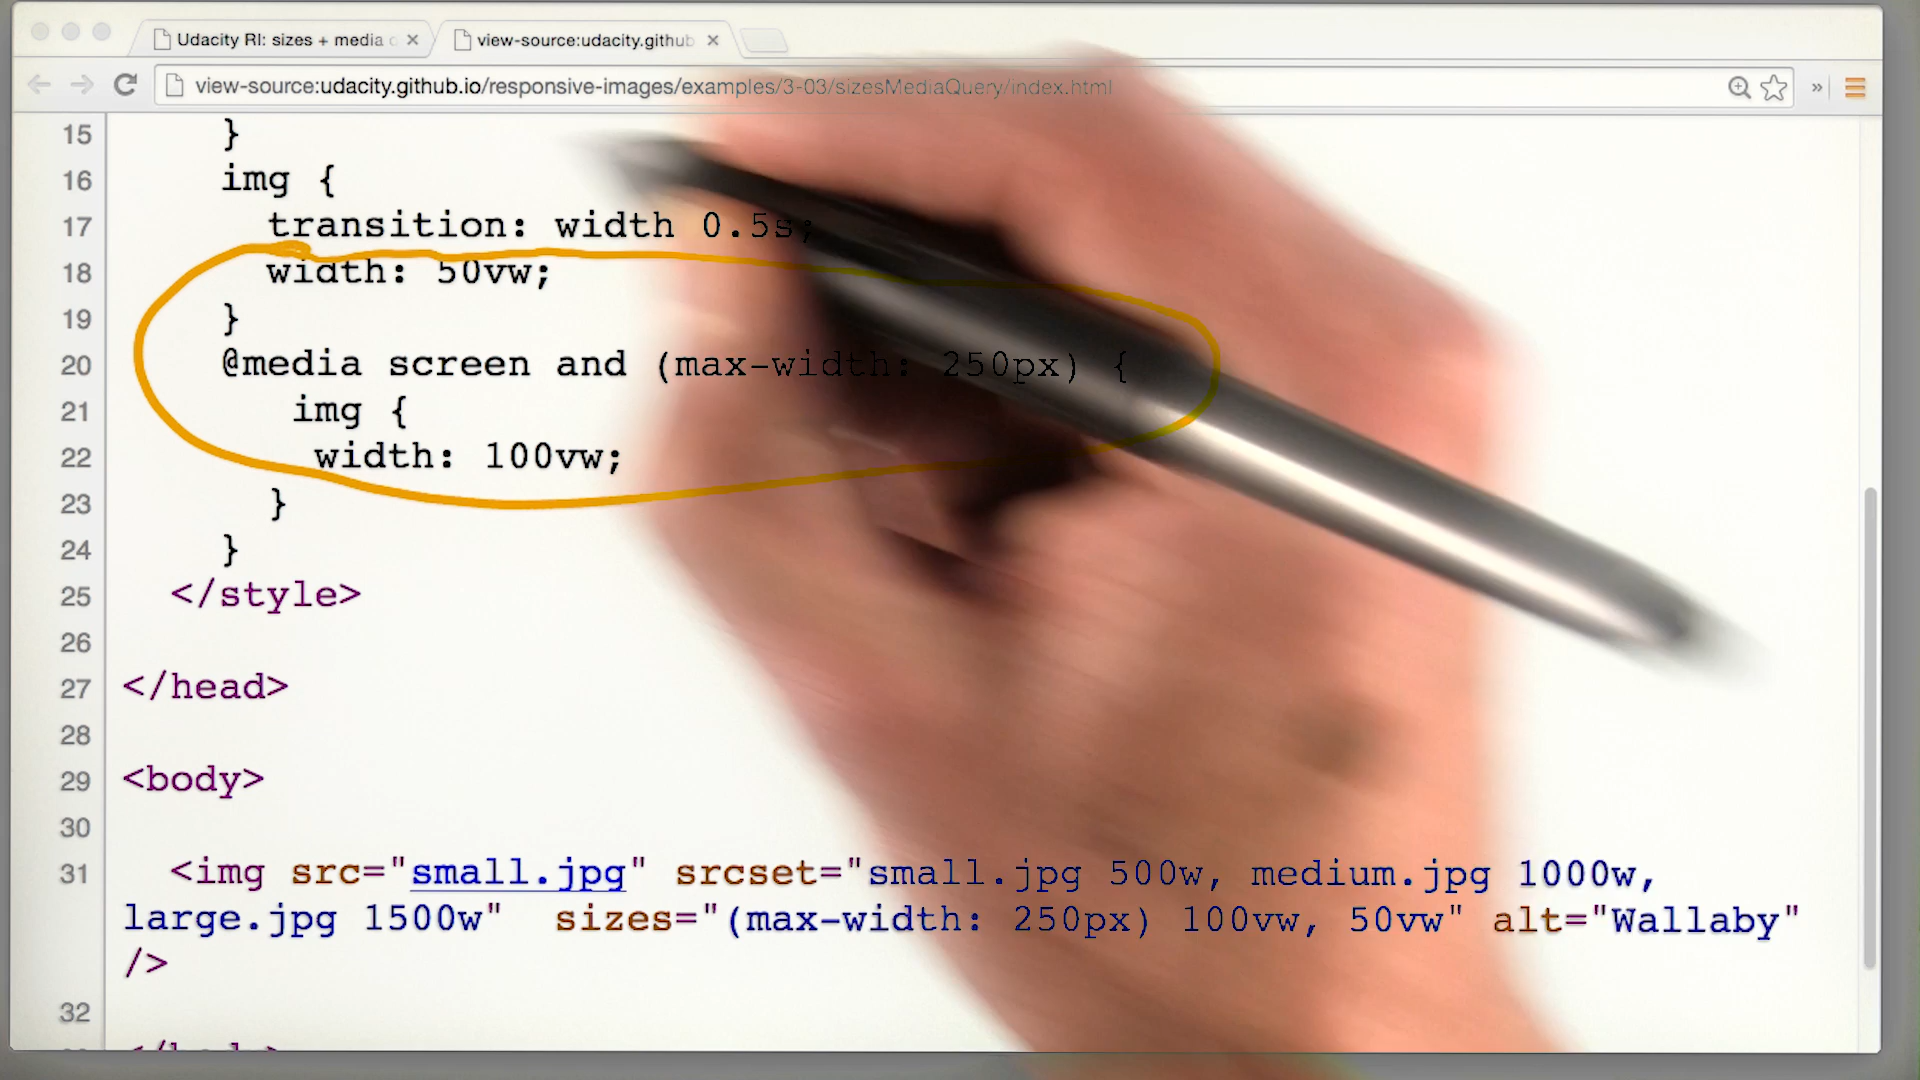 Udacity RI: sizes + media
view-source:udacity.github
view-source:udacity.github.io/responsive-images/examples/3-03/sizesMediaQuery/index.html
15 }
16 img {
17 transition: width 0.5s;
18 width: 50vw;
19 }
20 @media screen and (max-width: 250px) {
21 img {
22 width: 100vw;
23 }
24 }
25 </style>
26
27 </head>
28
29 <body>
30
31 <img src="small.jpg" srcset="small.jpg 500w, medium.jpg 1000w,
large.jpg 1500w" sizes="(max-width: 250px) 100vw, 50vw" alt="Wallaby"
/>
32